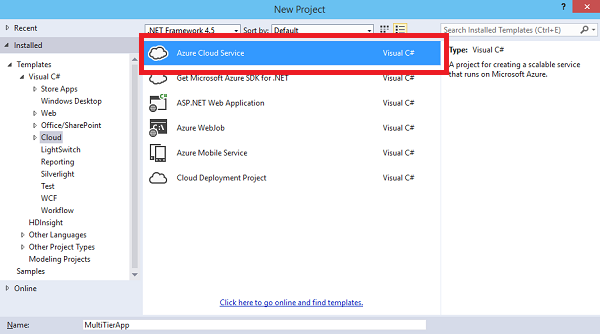 New Project
? ×
Recent
.NET Framework 4.5 Sort by: Default
Search Installed Templates (Ctrl+E)
Installed
Templates
Visual C#
Store Apps
Windows Desktop
Web
Office/SharePoint
Cloud
LightSwitch
Reporting
Silverlight
Test
WCF
Workflow
HDInsight
Other Languages
Other Project Types
Modeling Projects
Samples
Online
Azure Cloud Service Visual C#
Get Microsoft Azure SDK for .NET Visual C#
ASP.NET Web Application Visual C#
Azure WebJob Visual C#
Azure Mobile Service Visual C#
Cloud Deployment Project Visual C#
Click here to go online and find templates.
Type: Visual C#
A project for creating a scalable service
that runs on Microsoft Azure.
Name: MultiTierApp